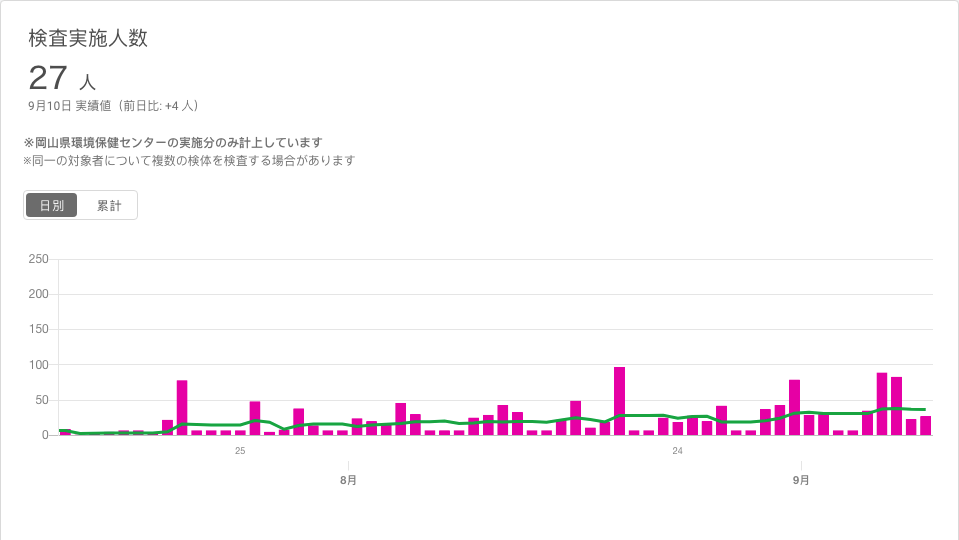 検査実施人数
27 人
9月10日 実績値（前日比: +4 人）
※岡山県環境保健センターの実施分のみ計上しています
※同一の対象者について複数の検体を検査する場合があります
日別 累計
250
200
150
100
50
0
25 24
8月 9月